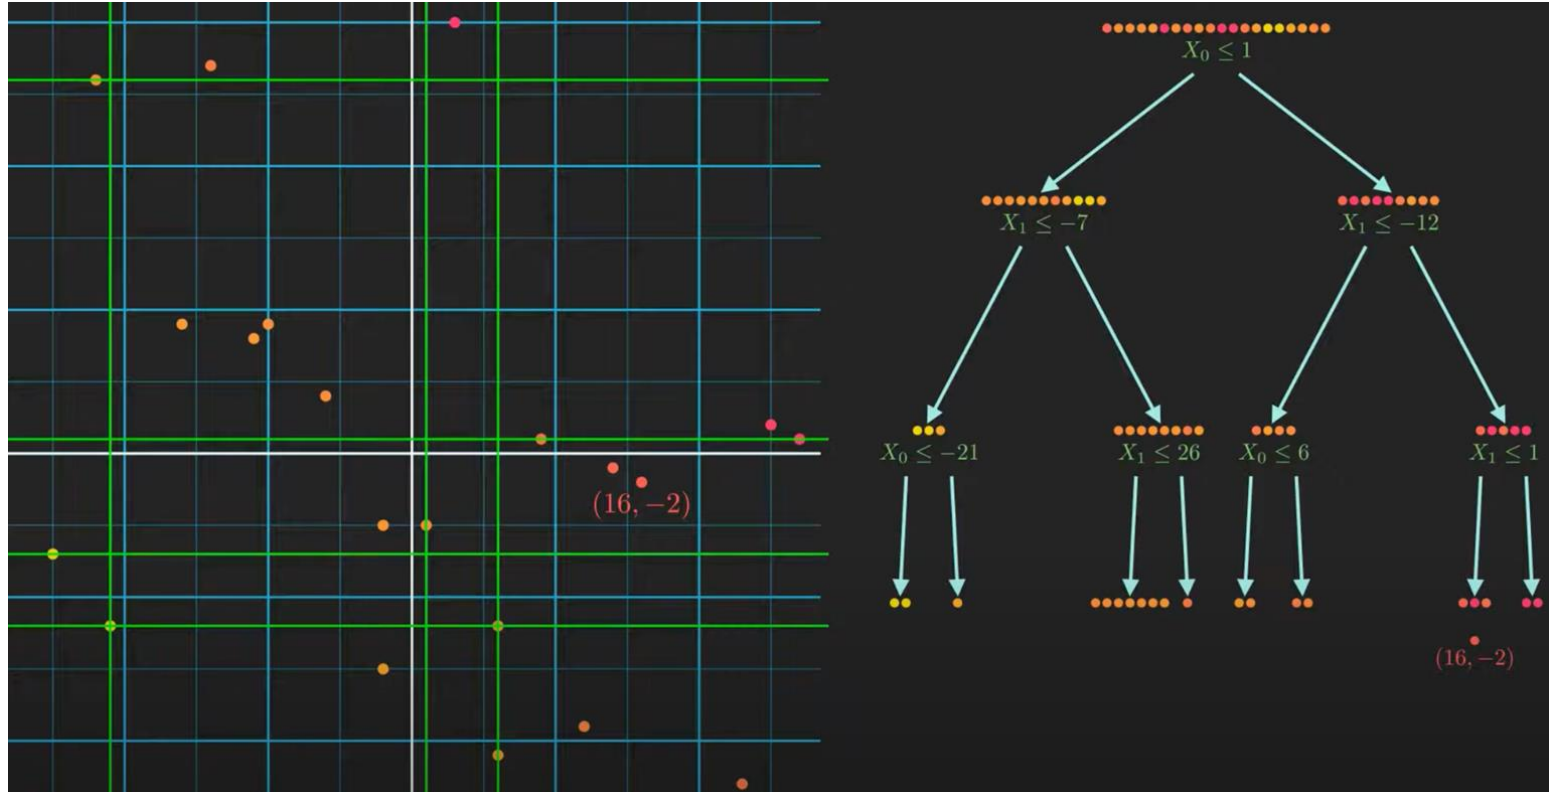 (16, −2)
X₀ ≤ 1
X₁ ≤ −7
X₁ ≤ −12
X₀ ≤ −21
X₁ ≤ 26
X₀ ≤ 6
X₁ ≤ 1
(16, −2)